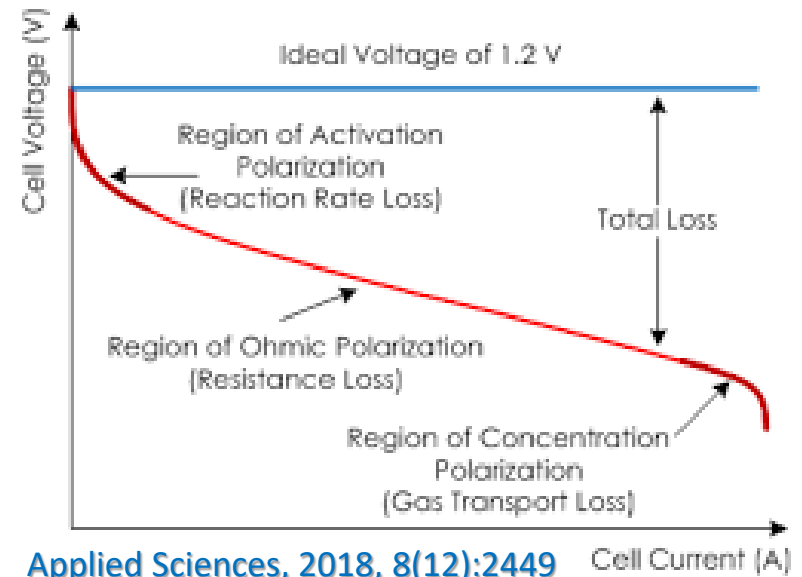 Cell Voltage (V)
Ideal Voltage of 1.2 V
Region of Activation
Polarization
(Reaction Rate Loss)
Total Loss
Region of Ohmic Polarization
(Resistance Loss)
Region of Concentration
Polarization
(Gas Transport Loss)
Applied Sciences, 2018, 8(12):2449
Cell Current (A)